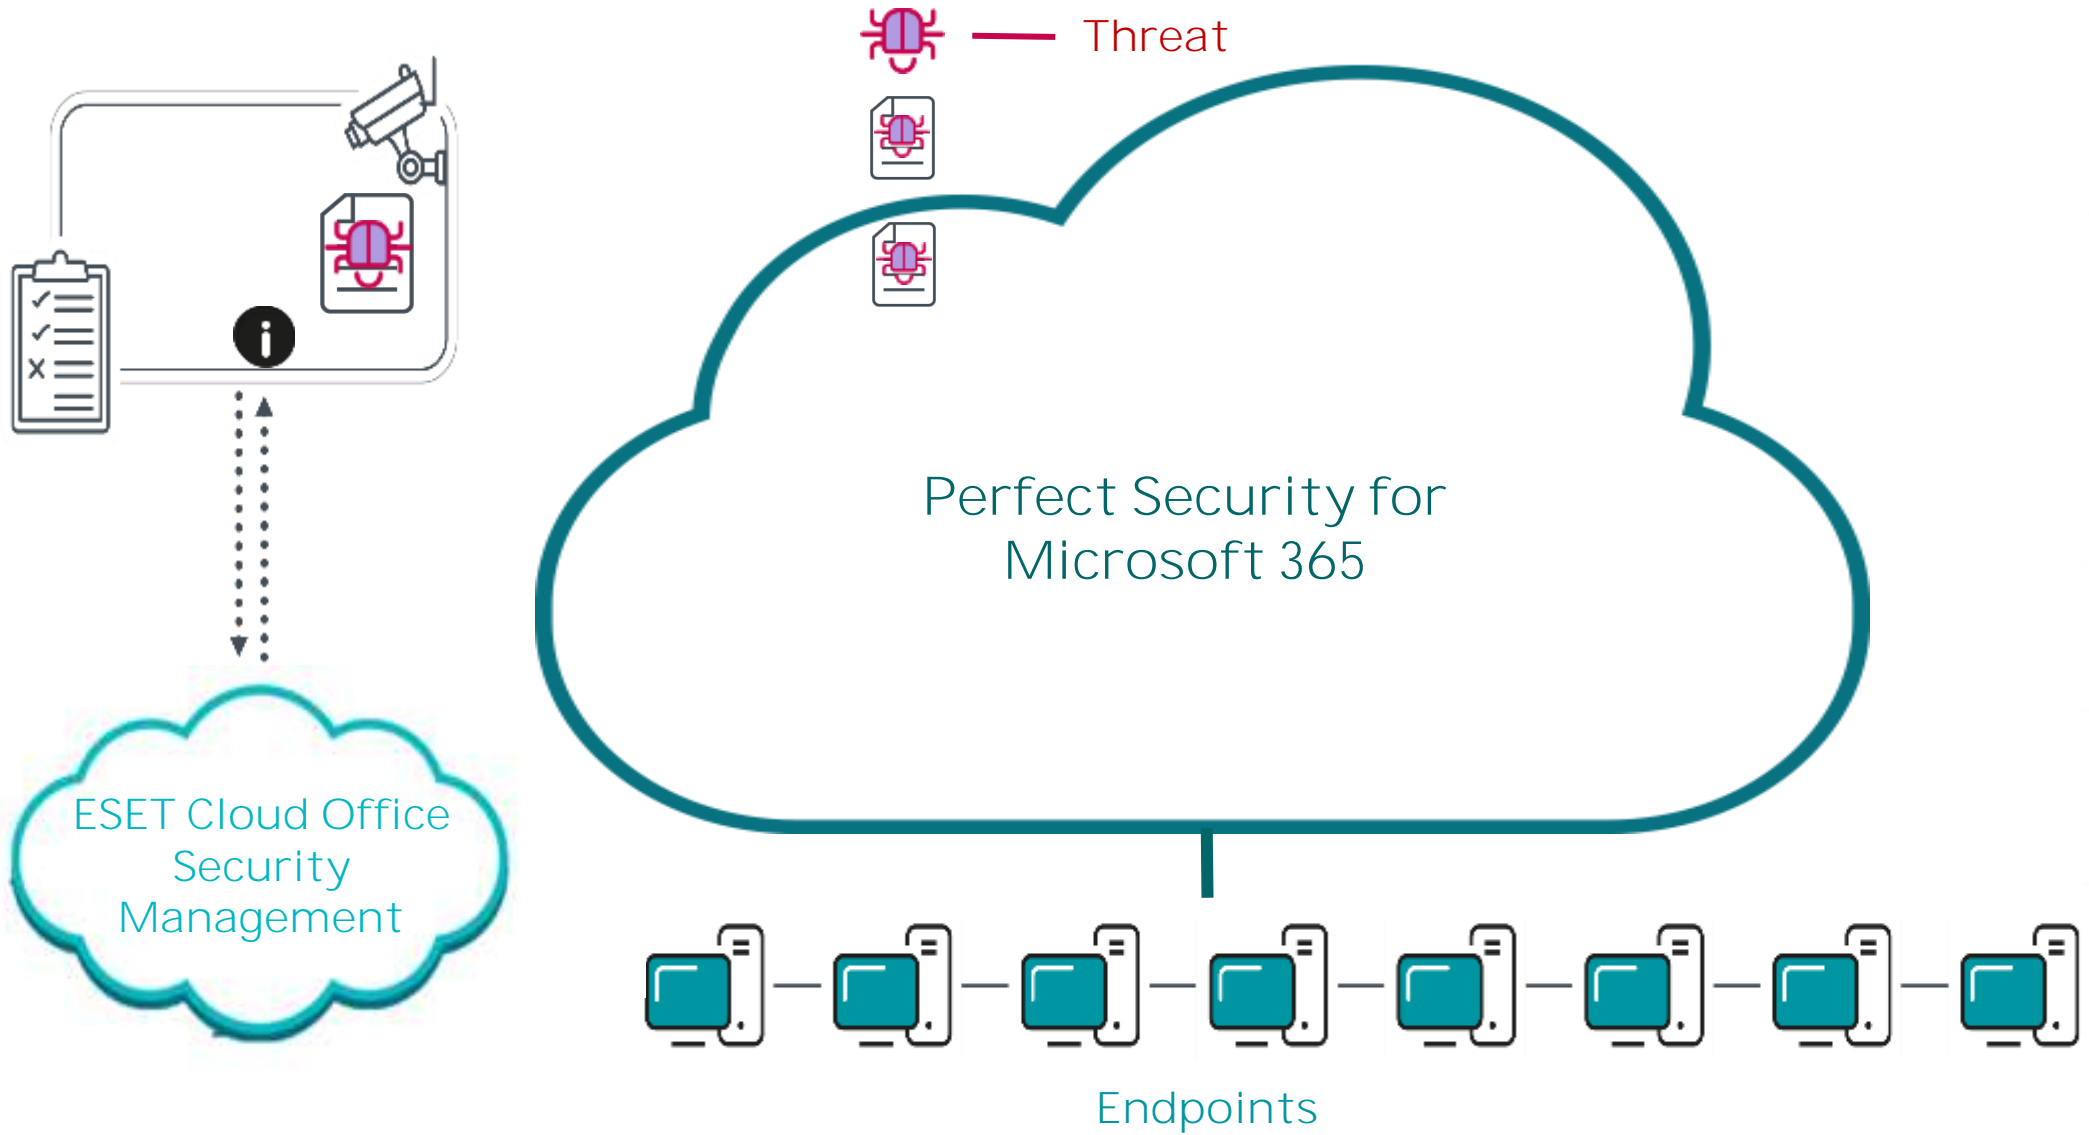 Threat
Perfect Security for
Microsoft 365
ESET Cloud Office
Security
Management
Endpoints